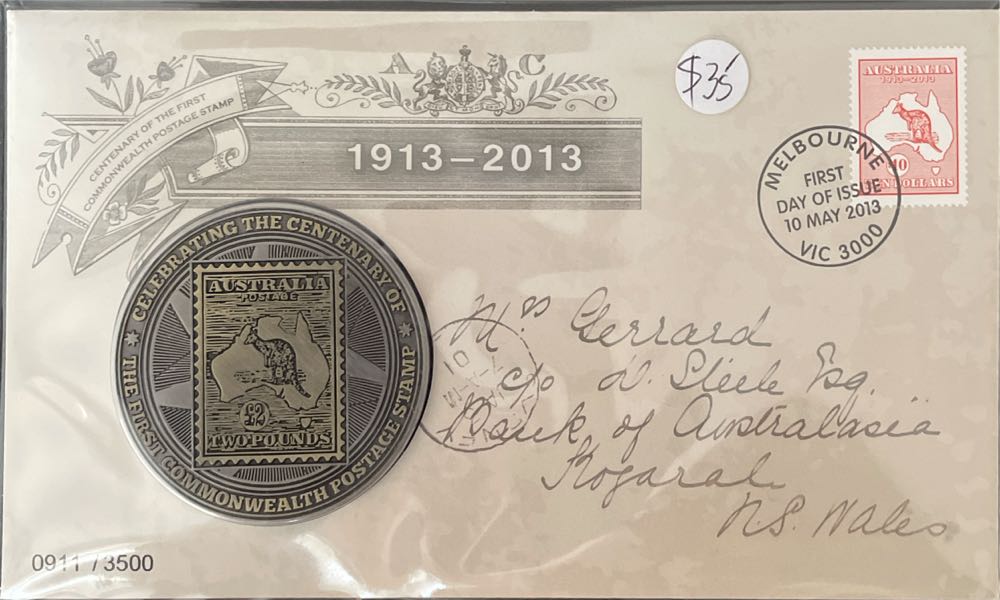 CENTENARY OF THE FIRST
COMMONWEALTH POSTAGE STAMP
A C
1913–2013
$35
AUSTRALIA
1913–2013
$10
TEN DOLLARS
MELBOURNE
FIRST
DAY OF ISSUE
10 MAY 2013
VIC 3000
CELEBRATING THE CENTENARY OF
THE FIRST COMMONWEALTH POSTAGE STAMP
AUSTRALIA
POSTAGE
£2
TWO POUNDS
Gerrard
c/o D. Steele Esq.
Bank of Australasia
Kogarah
N.S. Wales
0911 / 3500